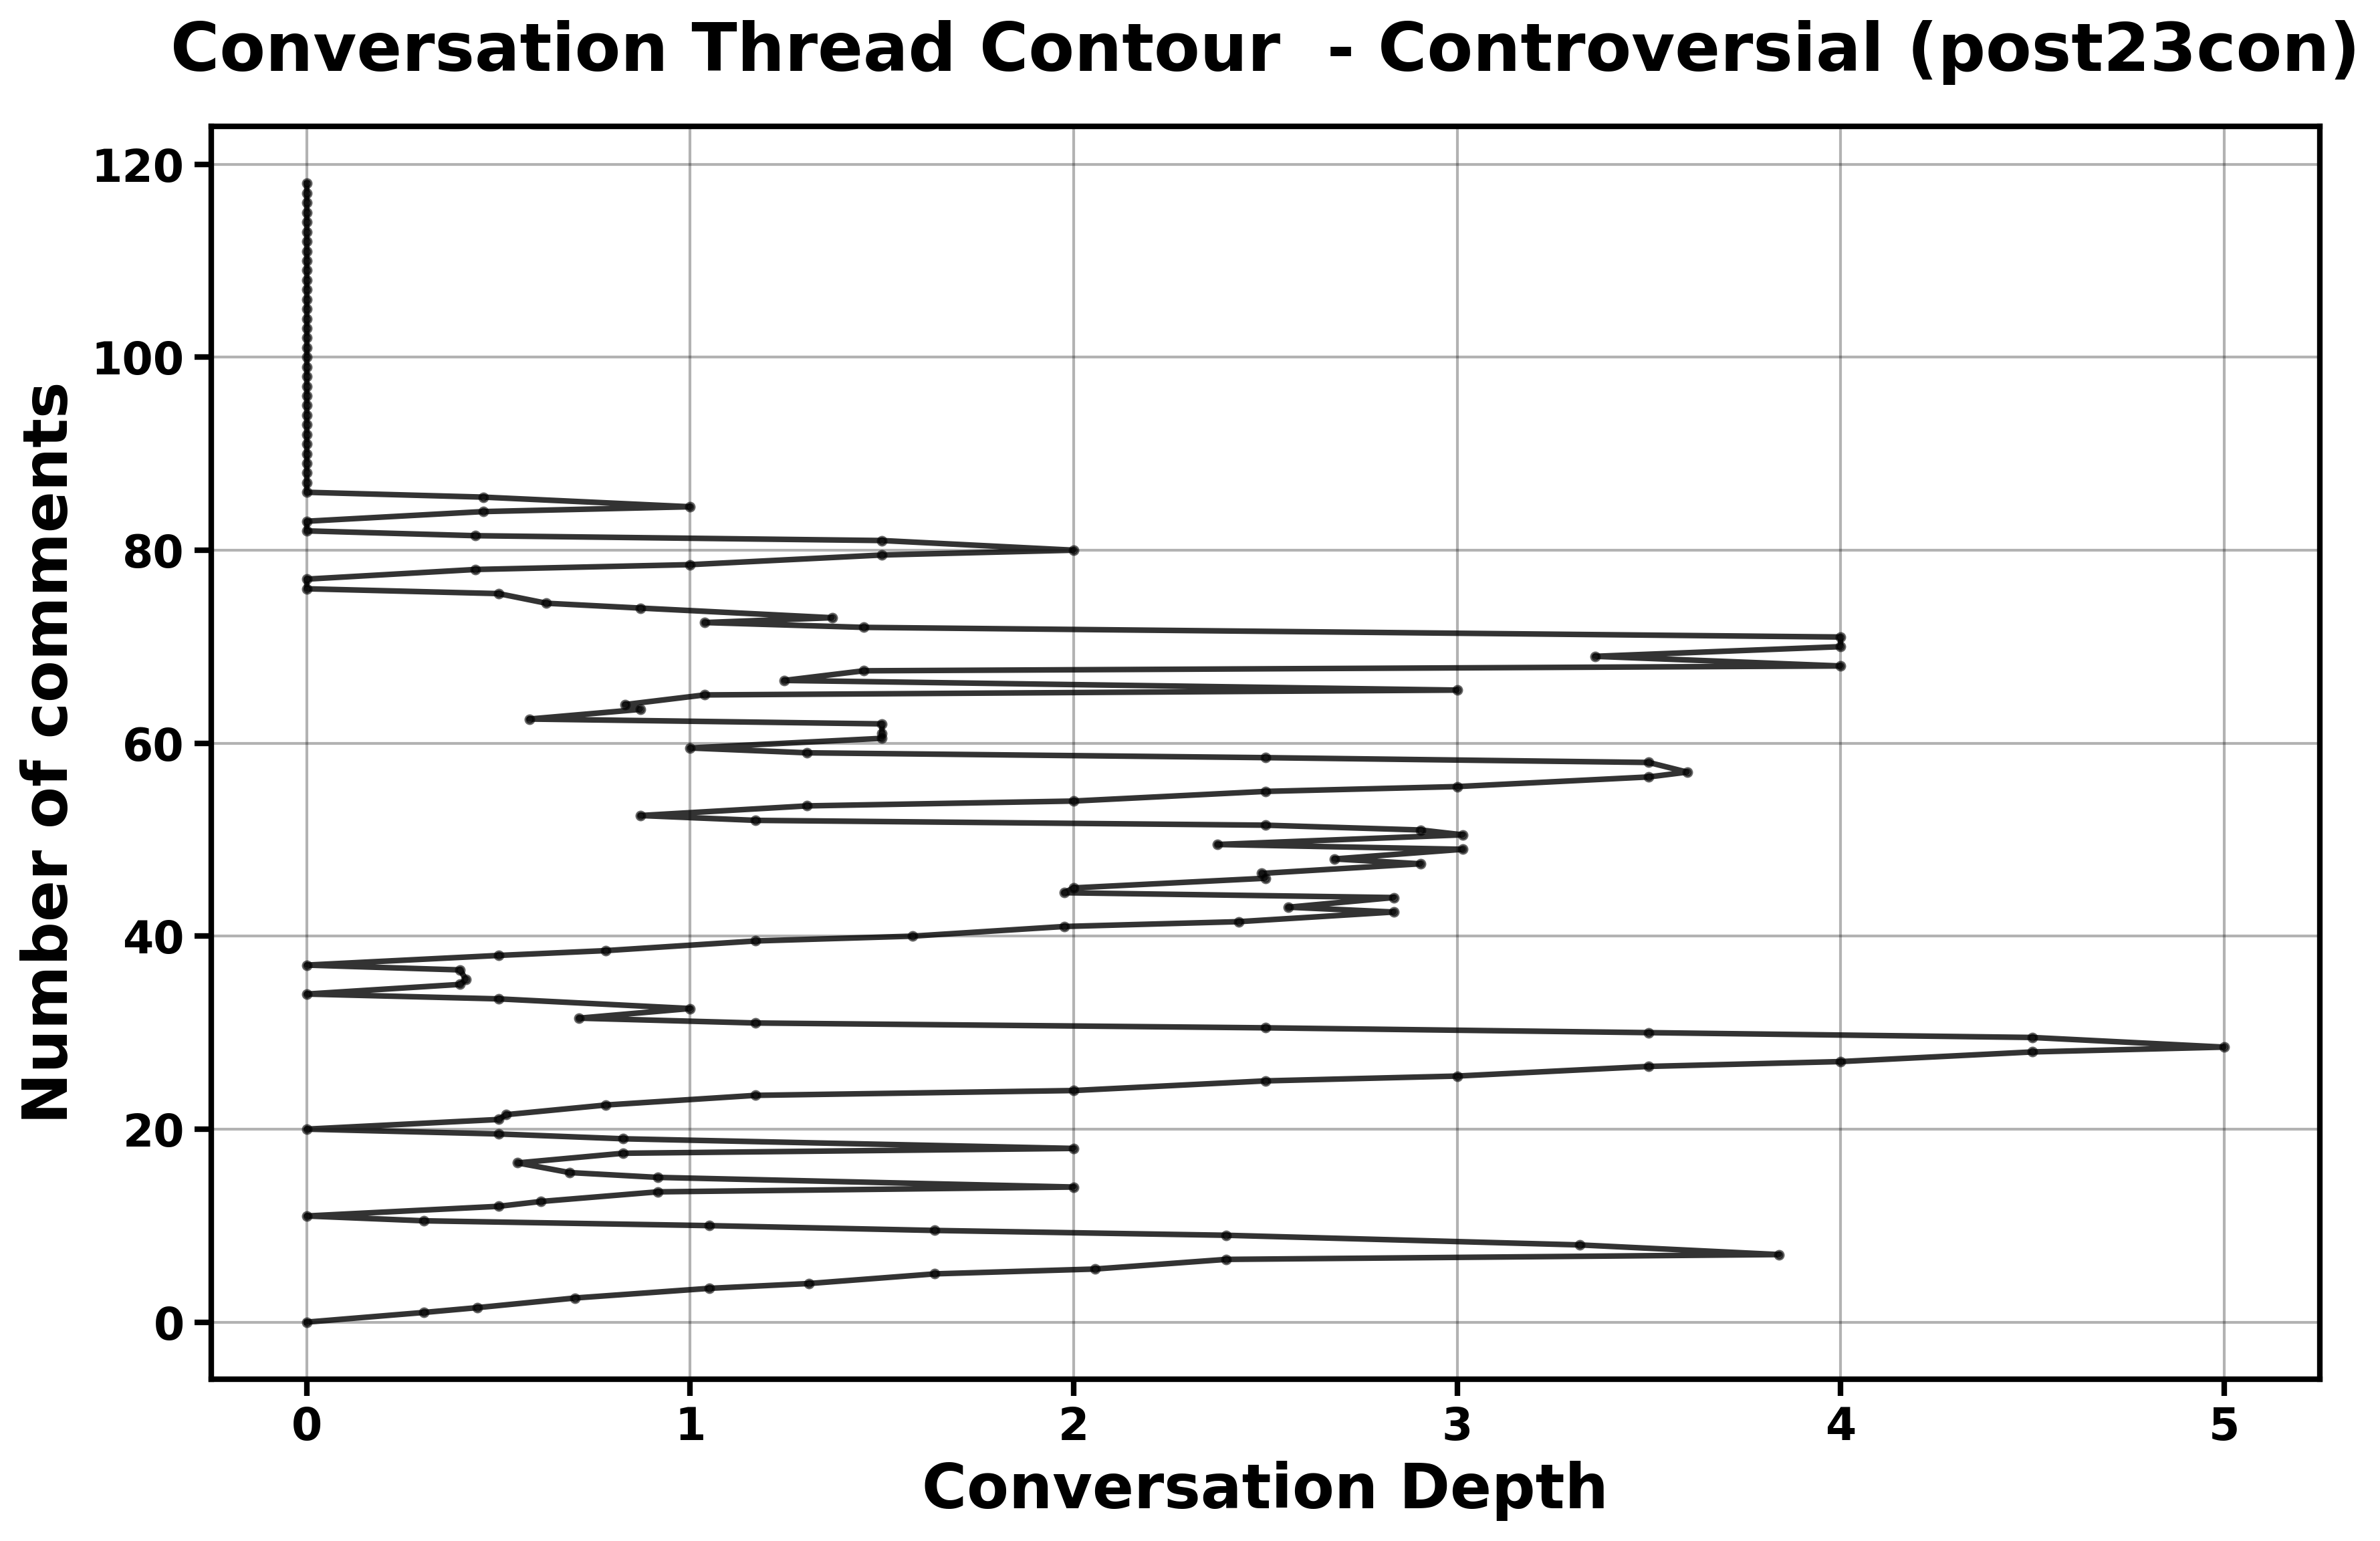 Conversation Thread Contour  - Controversial (post23con)
Number of comments
120
100
80
60
40
20
0
0 1 2 3 4 5
Conversation Depth